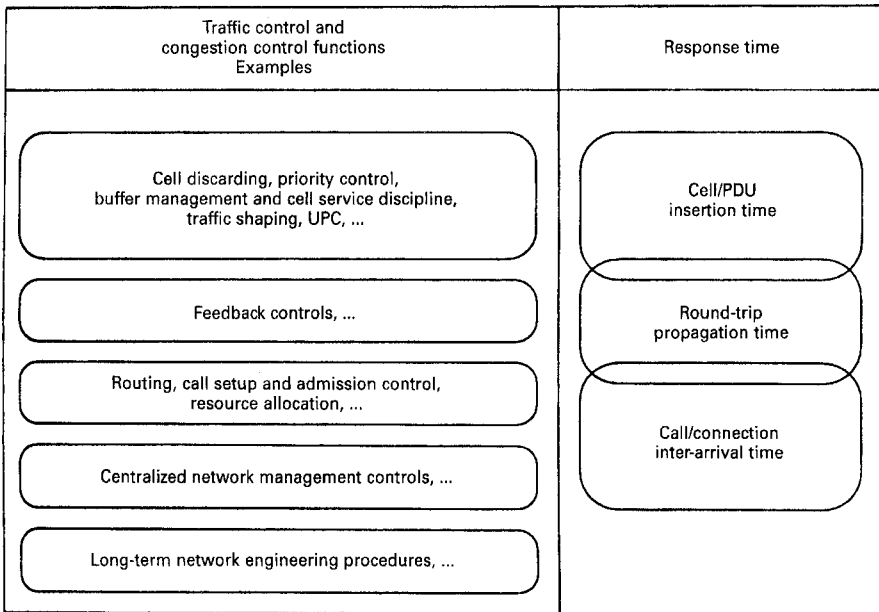 Traffic control and
congestion control functions
Examples
Response time
Cell discarding, priority control,
buffer management and cell service discipline,
traffic shaping, UPC, ...
Cell/PDU
insertion time
Feedback controls, ...
Round-trip
propagation time
Routing, call setup and admission control,
resource allocation, ...
Call/connection
inter-arrival time
Centralized network management controls, ...
Long-term network engineering procedures, ...